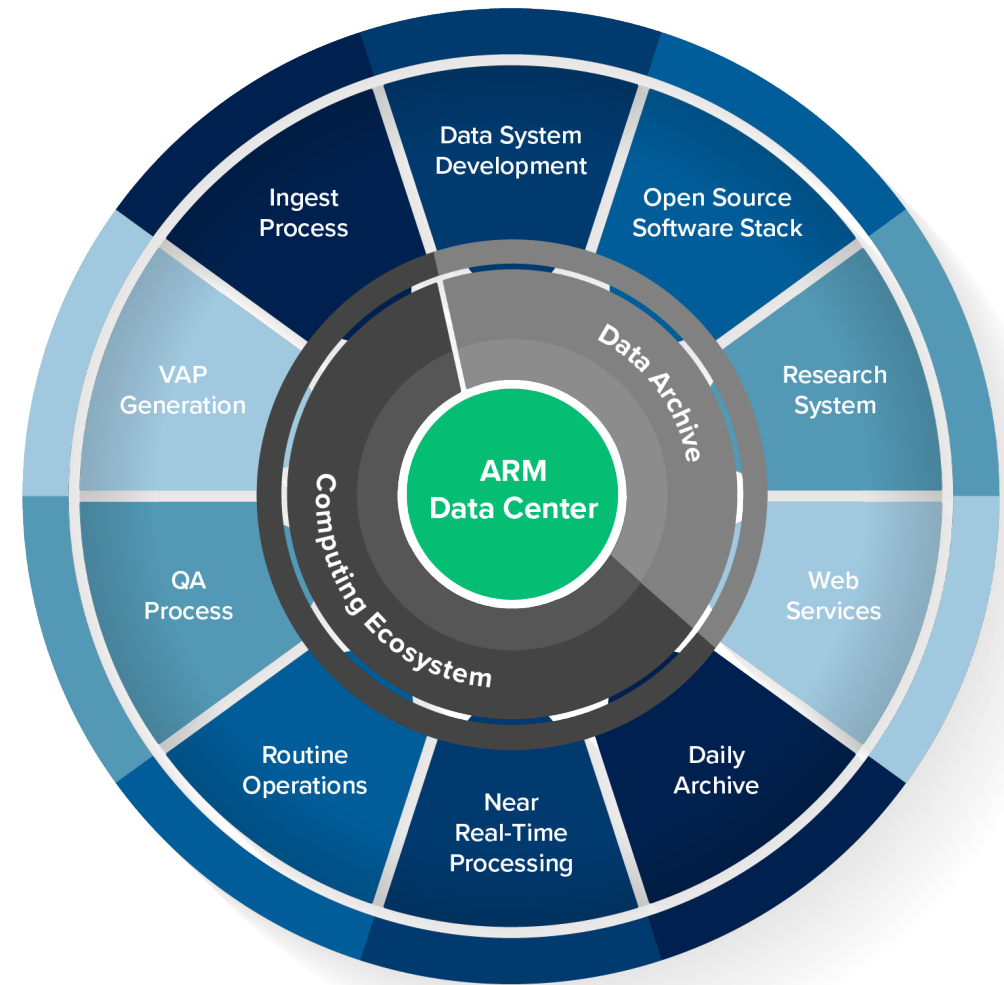 Data System
Development
Open Source
Software Stack
Research
System
Web
Services
Daily
Archive
Near
Real-Time
Processing
Routine
Operations
QA
Process
VAP
Generation
Ingest
Process
Data Archive
Computing Ecosystem
ARM
Data Center